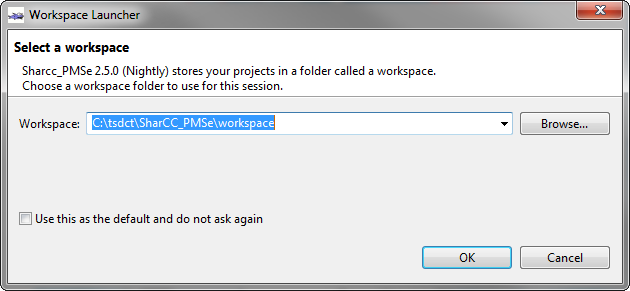 Workspace Launcher
Select a workspace
Sharcc_PMSe 2.5.0 (Nightly) stores your projects in a folder called a workspace.
Choose a workspace folder to use for this session.
Workspace: C:\tsdct\SharCC_PMSe\workspace Browse...
Use this as the default and do not ask again
OK Cancel